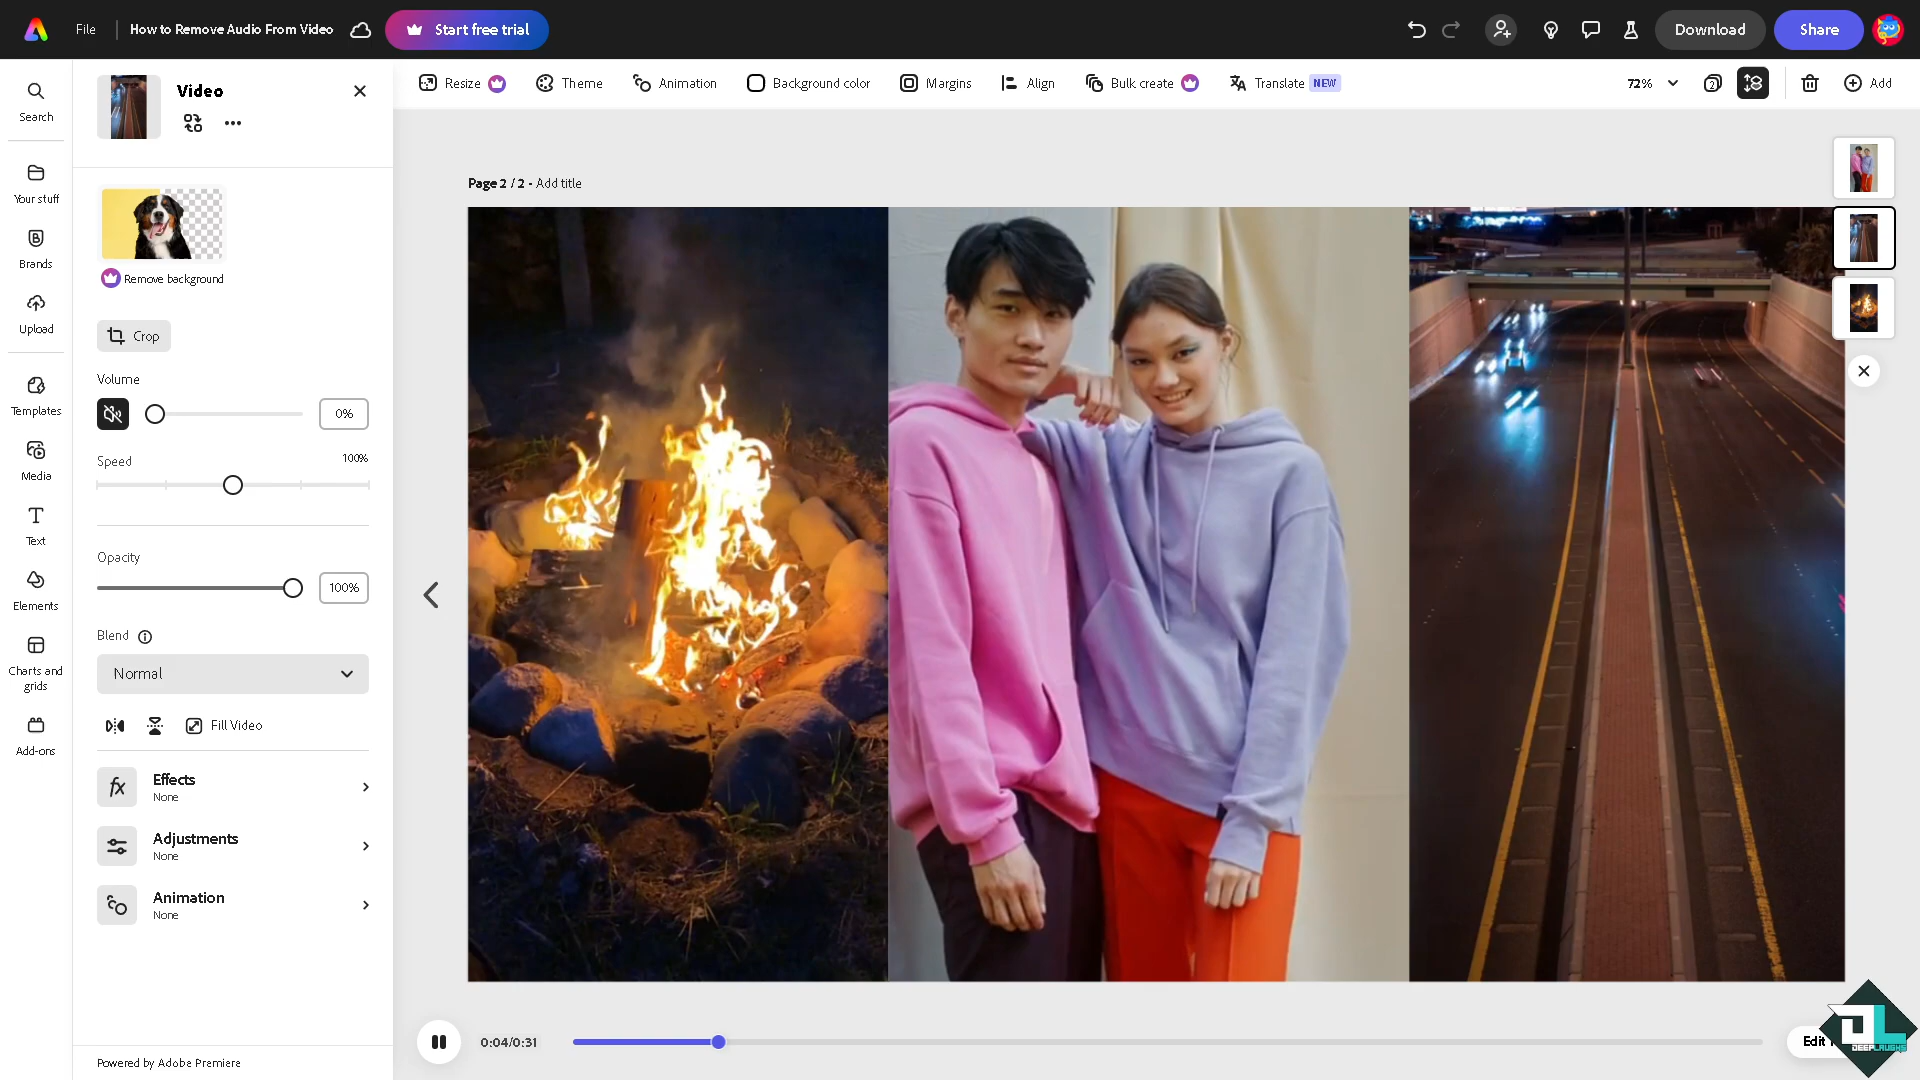 File
How to Remove Audio From Video
Start free trial
Download
Share
Search
Your stuff
Brands
Upload
Templates
Media
Text
Elements
Charts and
grids
Add-ons
Video
Remove background
Crop
Volume
0%
Speed
100%
Opacity
100%
Blend
Normal
Fill Video
Effects
None
Adjustments
None
Animation
None
Powered by Adobe Premiere
Resize
Theme
Animation
Background color
Margins
Align
Bulk create
Translate NEW
72%
2
Add
Page 2 / 2 - Add title
0:04/0:31
Edit
DEEPLAUGHS